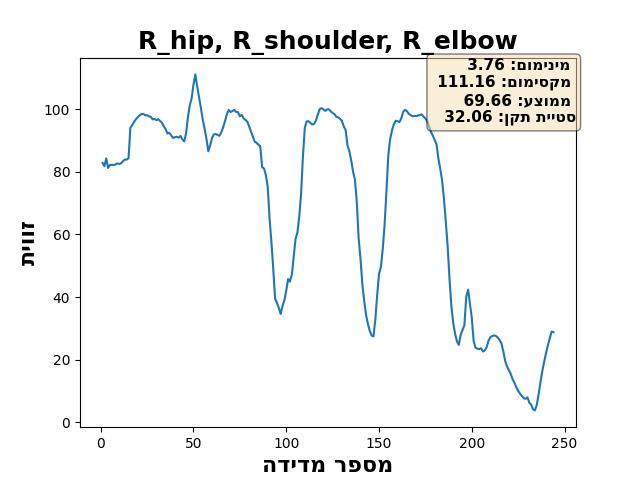 R_hip, R_shoulder, R_elbow
מינימום: 3.76
מקסימום: 111.16
ממוצע: 69.66
סטיית תקן: 32.06
זווית
100
80
60
40
20
0
0 50 100 150 200 250
מספר מדידה